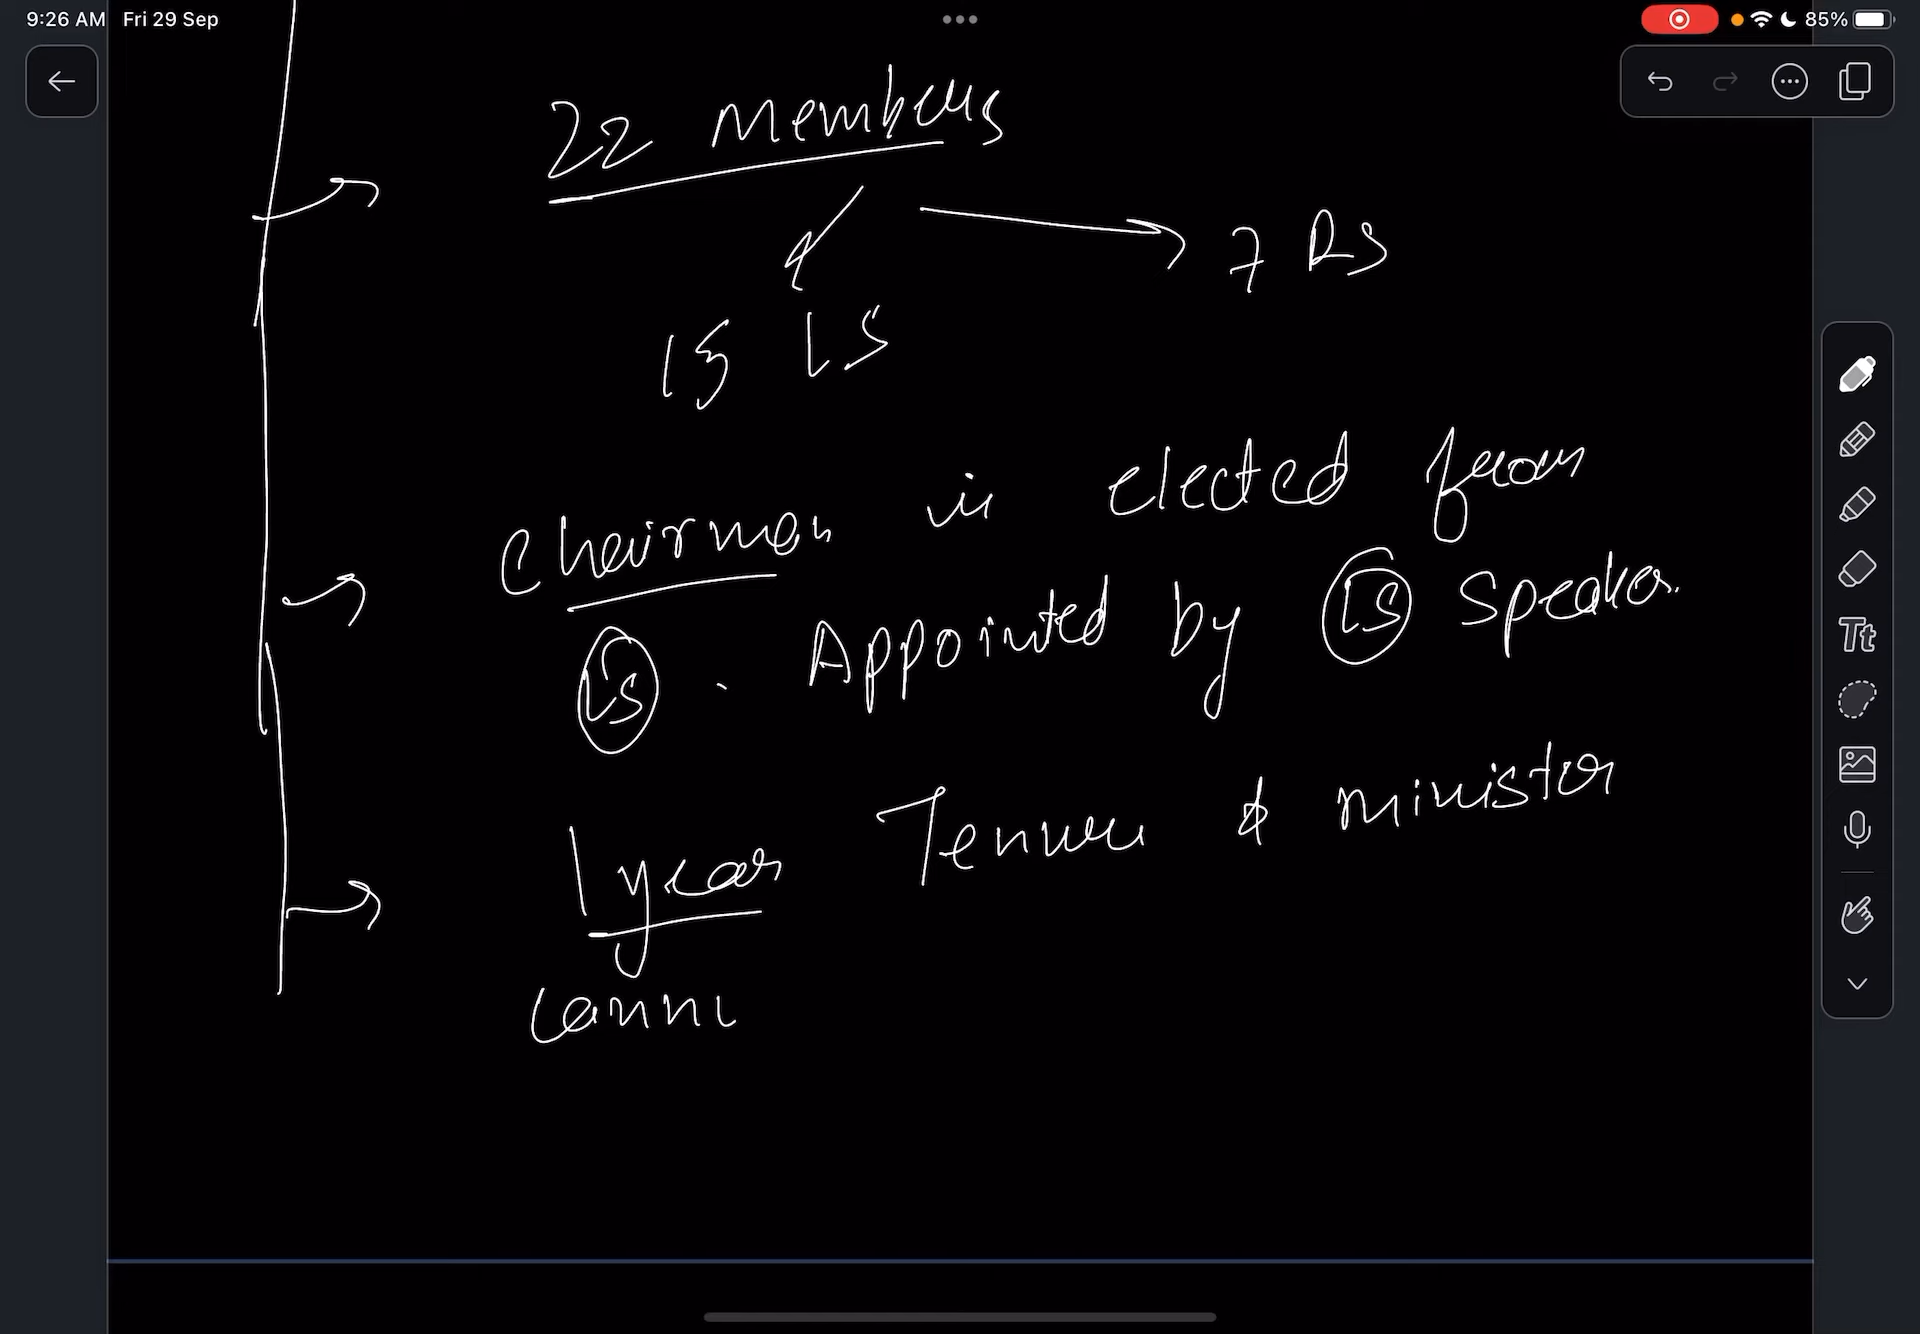 9:26 AM Fri 29 Sep
85%
22 Members
7 RS
15 LS
Chairman is elected from
LS . Appointed by LS Speaker.
1 year Tenure & minister
Tt